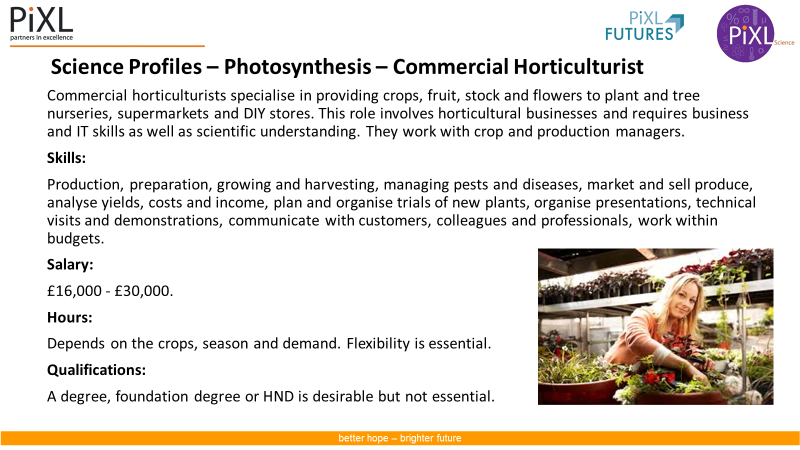 PiXL
partners in excellence
PiXL
FUTURES
PiXL
Science
Science Profiles – Photosynthesis – Commercial Horticulturist
Commercial horticulturists specialise in providing crops, fruit, stock and flowers to plant and tree
nurseries, supermarkets and DIY stores. This role involves horticultural businesses and requires business
and IT skills as well as scientific understanding. They work with crop and production managers.
Skills:
Production, preparation, growing and harvesting, managing pests and diseases, market and sell produce,
analyse yields, costs and income, plan and organise trials of new plants, organise presentations, technical
visits and demonstrations, communicate with customers, colleagues and professionals, work within
budgets.
Salary:
£16,000 - £30,000.
Hours:
Depends on the crops, season and demand. Flexibility is essential.
Qualifications:
A degree, foundation degree or HND is desirable but not essential.
better hope – brighter future